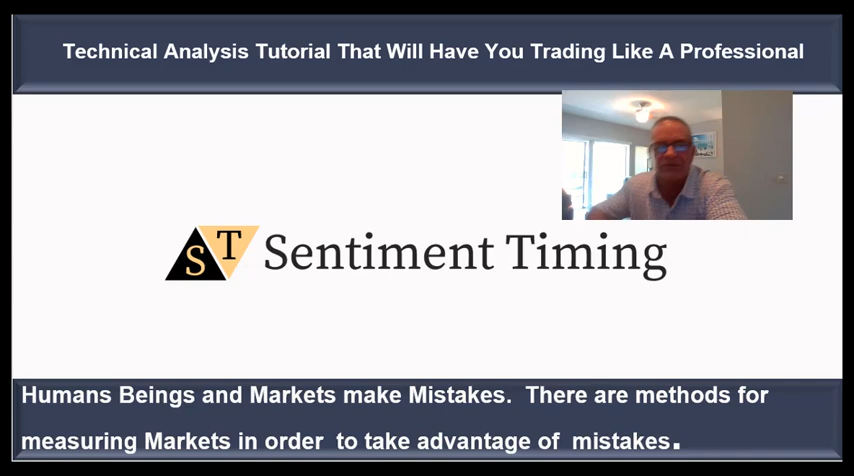 Technical Analysis Tutorial That Will Have You Trading Like A Professional
ST Sentiment Timing
Humans Beings and Markets make Mistakes.  There are methods for
measuring Markets in order  to take advantage of  mistakes.